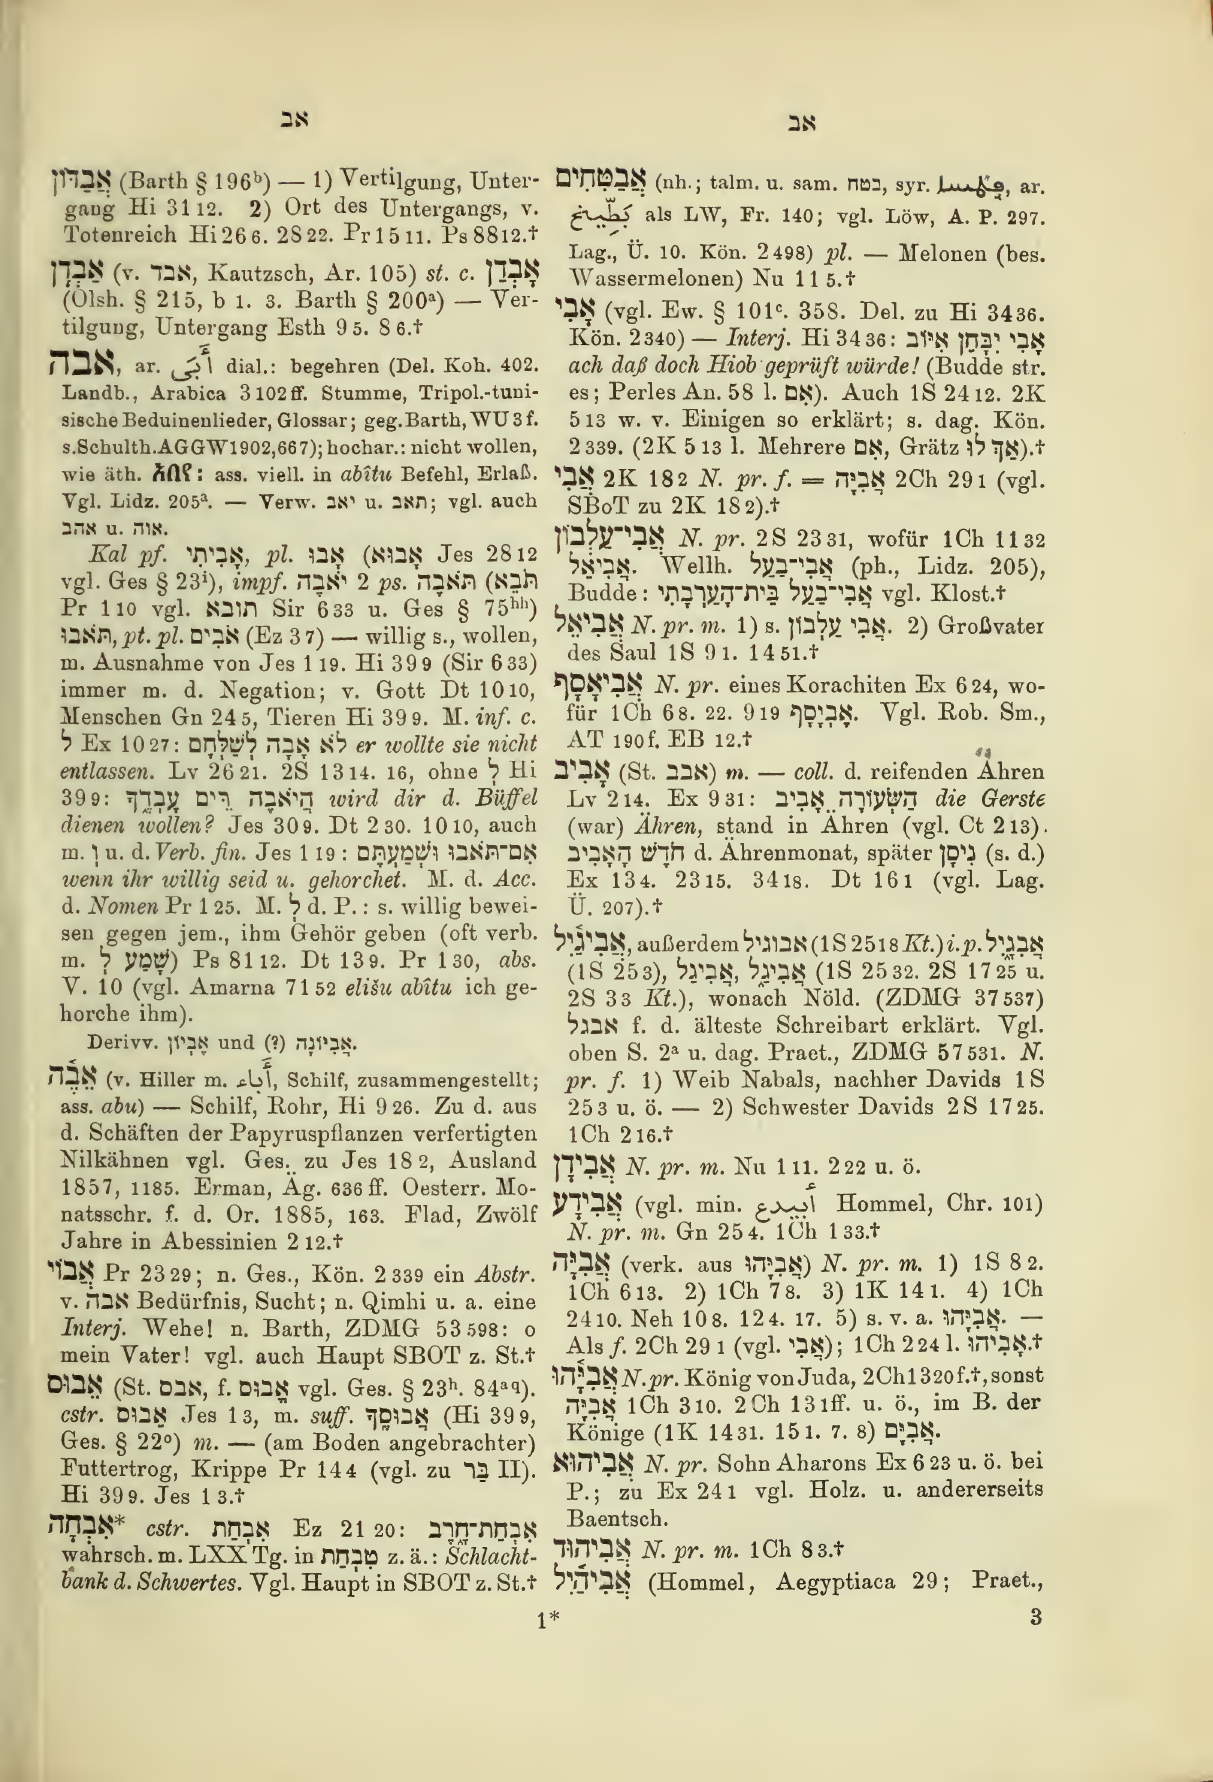 אב
אב
אֲבַדּוֹן (Barth § 196ᵇ) — 1) Vertilgung, Unter-
gang Hi 31 12. 2) Ort des Untergangs, v.
Totenreich Hi 26 6. 28 22. Pr 15 11. Ps 88 12.†
אַבְדָן (v. אבד, Kautzsch, Ar. 105) st. c. אָבְדַן
(Olsh. § 215, b 1. 3. Barth § 200ᵃ) — Ver-
tilgung, Untergang Esth 9 5. 8 6.†
אבה, ar. أَبَى dial.: begehren (Del. Koh. 402.
Landb., Arabica 3 102 ff. Stumme, Tripol.-tuni-
sische Beduinenlieder, Glossar; geg. Barth, WU 3 f.
s. Schulth. AGGW 1902, 667); hochar.: nicht wollen,
wie äth. አበየ፡ ass. viell. in abîtu Befehl, Erlaß.
Vgl. Lidz. 205ᵃ. — Verw. יאב u. תאב; vgl. auch
אהב u. אוה.
Kal pf. אָבִיתִי, pl. אָבוּ (אָבוּא Jes 28 12
vgl. Ges § 23ⁱ), impf. יֹאבֶה 2 ps. תֹּאבֶה (תֹּבֵא
Pr 1 10 vgl. תובא Sir 6 33 u. Ges § 75ʰʰ)
תֹּאבוּ, pt. pl. אֹבִים (Ez 3 7) — willig s., wollen,
m. Ausnahme von Jes 1 19. Hi 39 9 (Sir 6 33)
immer m. d. Negation; v. Gott Dt 10 10,
Menschen Gn 24 5, Tieren Hi 39 9. M. inf. c.
לְ Ex 10 27: לֹא אָבָה לְשַׁלְּחָם er wollte sie nicht
entlassen. Lv 26 21. 2S 13 14. 16, ohne לְ Hi
39 9: הֲיֹאבֶה רֵּים עָבְדֶךָ wird dir d. Büffel
dienen wollen? Jes 30 9. Dt 2 30. 10 10, auch
m. וְ u. d. Verb. fin. Jes 1 19: אִם־תֹּאבוּ וּשְׁמַעְתֶּם
wenn ihr willig seid u. gehorchet. M. d. Acc.
d. Nomen Pr 1 25. M. לְ d. P.: s. willig bewei-
sen gegen jem., ihm Gehör geben (oft verb.
m. שָׁמַע לְ) Ps 81 12. Dt 13 9. Pr 1 30, abs.
V. 10 (vgl. Amarna 71 52 elišu abîtu ich ge-
horche ihm).
Derivv. אֶבְיוֹן und (?) אֲבִיּוֹנָה.
אֵבֶה (v. Hiller m. أَبَاء, Schilf, zusammengestellt;
ass. abu) — Schilf, Rohr, Hi 9 26. Zu d. aus
d. Schäften der Papyruspflanzen verfertigten
Nilkähnen vgl. Ges. zu Jes 18 2, Ausland
1857, 1185. Erman, Äg. 636 ff. Oesterr. Mo-
natsschr. f. d. Or. 1885, 163. Flad, Zwölf
Jahre in Abessinien 2 12.†
אֲבוֹי Pr 23 29; n. Ges., Kön. 2 339 ein Abstr.
v. אבה Bedürfnis, Sucht; n. Qimhi u. a. eine
Interj. Wehe! n. Barth, ZDMG 53 598: o
mein Vater! vgl. auch Haupt SBOT z. St.†
אֵבוּס (St. אבס, f. אֱבוּס vgl. Ges. § 23ʰ. 84ᵃ𐞥).
cstr. אֵבוּס Jes 1 3, m. suff. אֲבוּסֶךָ (Hi 39 9,
Ges. § 22ᵒ) m. — (am Boden angebrachter)
Futtertrog, Krippe Pr 14 4 (vgl. zu בַּר II).
Hi 39 9. Jes 1 3.†
אִבְחָה* cstr. אִבְחַת Ez 21 20: אִבְחַת־חָרֶב
wahrsch. m. LXX Tg. in טִבְחַת z. ä.: Schlacht-
bank d. Schwertes. Vgl. Haupt in SBOT z. St.†
אֲבַטִּחִים (nh.; talm. u. sam. בטח, syr. ar.
بَطِّيخ als LW, Fr. 140; vgl. Löw, A. P. 297.
Lag., Ü. 10. Kön. 2 498) pl. — Melonen (bes.
Wassermelonen) Nu 11 5.†
אָבִי (vgl. Ew. § 101ᶜ. 358. Del. zu Hi 34 36.
Kön. 2 340) — Interj. Hi 34 36: אָבִי יִבָּחֵן אִיּוֹב
ach daß doch Hiob geprüft würde! (Budde str.
es; Perles An. 58 l. אִם). Auch 1S 24 12. 2K
5 13 w. v. Einigen so erklärt; s. dag. Kön.
2 339. (2K 5 13 l. Mehrere אִם, Grätz אַךְ לוּ).†
אֲבִי 2K 18 2 N. pr. f. = אֲבִיָּה 2Ch 29 1 (vgl.
SBoT zu 2K 18 2).†
אֲבִי־עַלְבוֹן N. pr. 2S 23 31, wofür 1Ch 11 32
אֲבִיאֵל. Wellh. אֲבִי־בַעַל (ph., Lidz. 205),
Budde: אֲבִי־בַעַל בֵּית־הָעֲרָבָתִי vgl. Klost.†
אֲבִיאֵל N. pr. m. 1) s. אֲבִי עַלְבוֹן. 2) Großvater
des Saul 1S 9 1. 14 51.†
אֲבִיאָסָף N. pr. eines Korachiten Ex 6 24, wo-
für 1Ch 6 8. 22. 9 19 אֶבְיָסָף. Vgl. Rob. Sm.,
AT 190 f. EB 12.†
אָבִיב (St. אבב) m. — coll. d. reifenden Ähren
Lv 2 14. Ex 9 31: הַשְּׂעוֹרָה אָבִיב die Gerste
(war) Ähren, stand in Ähren (vgl. Ct 2 13).
חֹדֶשׁ הָאָבִיב d. Ährenmonat, später נִיסָן (s. d.)
Ex 13 4. 23 15. 34 18. Dt 16 1 (vgl. Lag.
Ü. 207).†
אֲבִיגַיִל, außerdem אבוגיל (1S 25 18 Kt.) i. p. אֲבִגָיִל
(1S 25 3), אֲבִיגַל, אֲבִיגַל (1S 25 32. 2S 17 25 u.
2S 3 3 Kt.), wonach Nöld. (ZDMG 37 537)
אבגל f. d. älteste Schreibart erklärt. Vgl.
oben S. 2ᵃ u. dag. Praet., ZDMG 57 531. N.
pr. f. 1) Weib Nabals, nachher Davids 1S
25 3 u. ö. — 2) Schwester Davids 2S 17 25.
1Ch 2 16.†
אֲבִידָן N. pr. m. Nu 1 11. 2 22 u. ö.
אֲבִידָע (vgl. min. أبيدع Hommel, Chr. 101)
N. pr. m. Gn 25 4. 1Ch 1 33.†
אֲבִיָּה (verk. aus אֲבִיָּהוּ) N. pr. m. 1) 1S 8 2.
1Ch 6 13. 2) 1Ch 7 8. 3) 1K 14 1. 4) 1Ch
24 10. Neh 10 8. 12 4. 17. 5) s. v. a. אֲבִיָּהוּ. —
Als f. 2Ch 29 1 (vgl. אֲבִי); 1Ch 2 24 l. אָבִיהוּ.†
אֲבִיָּהוּ N. pr. König von Juda, 2Ch 13 20 f.†, sonst
אֲבִיָּה 1Ch 3 10. 2Ch 13 1 ff. u. ö., im B. der
Könige (1K 14 31. 15 1. 7. 8) אֲבִיָּם.
אֲבִיהוּא N. pr. Sohn Aharons Ex 6 23 u. ö. bei
P.; zu Ex 24 1 vgl. Holz. u. andererseits
Baentsch.
אֲבִיהוּד N. pr. m. 1Ch 8 3.†
אֲבִיהַיִל (Hommel, Aegyptiaca 29; Praet.,
1*
3